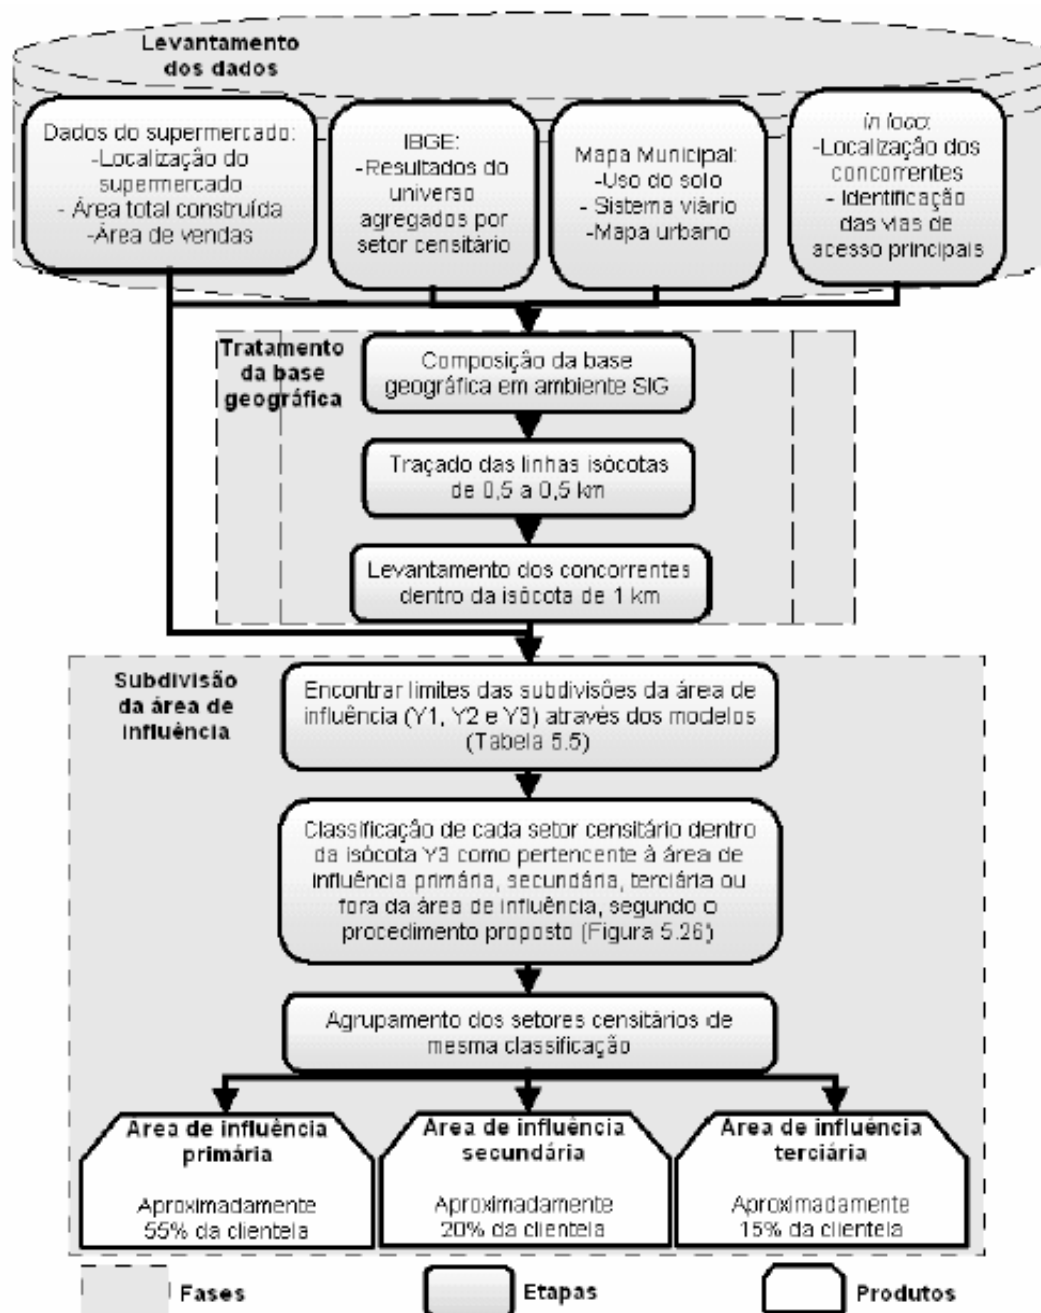 Levantamento
dos dados
Dados do supermercado:
-Localização do
supermercado
- Área total construída
-Área de vendas
IBGE:
-Resultados do
universo
agregados por
setor censitário
Mapa Municipal:
-Uso do solo
- Sistema viário
-Mapa urbano
in loco:
-Localização dos
concorrentes
- Identificação
das vias de
acesso principais
Tratamento
da base
geográfica
Composição da base
geográfica em ambiente SIG
Traçado das linhas isócotas
de 0,5 a 0,5 km
Levantamento dos concorrentes
dentro da isócota de 1 km
Subdivisão
da área de
influência
Encontrar limites das subdivisões da área de
influência (Y1, Y2 e Y3) através dos modelos
(Tabela 5.5)
Classificação de cada setor censitário dentro
da isócota Y3 como pertencente à área de
influência primária, secundária, terciária ou
fora da área de influência, segundo o
procedimento proposto (Figura 5.26)
Agrupamento dos setores censitários de
mesma classificação
Área de influência
primária
Aproximadamente
55% da clientela
Área de influência
secundária
Aproximadamente
20% da clientela
Área de influência
terciária
Aproximadamente
15% da clientela
Fases
Etapas
Produtos